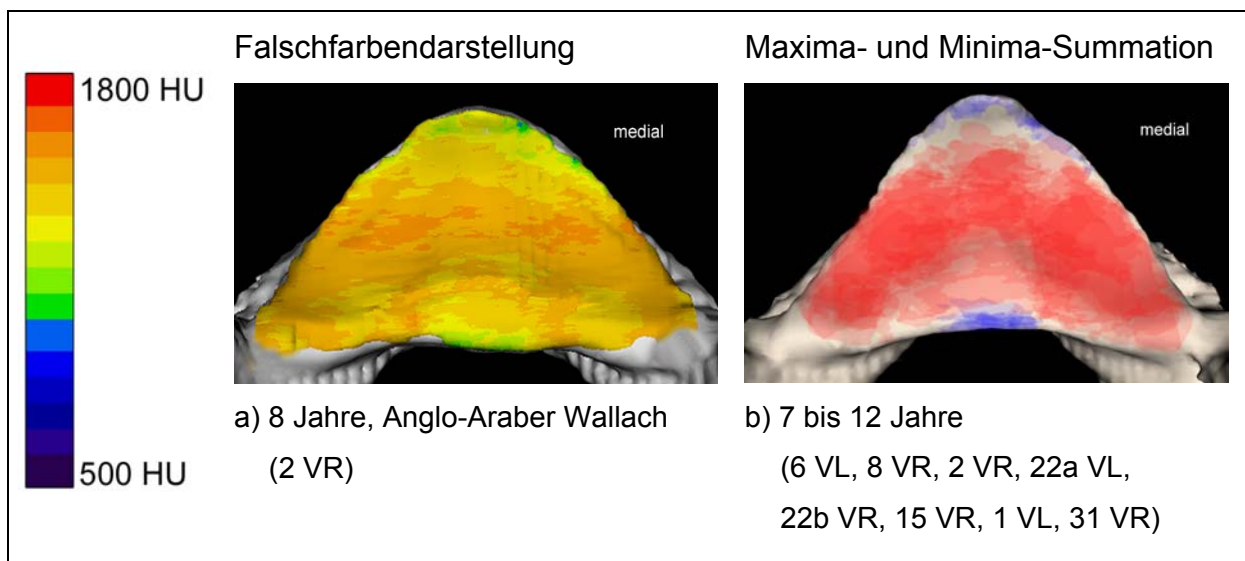 1800 HU
500 HU
Falschfarbendarstellung
medial
a) 8 Jahre, Anglo-Araber Wallach
(2 VR)
Maxima- und Minima-Summation
medial
b) 7 bis 12 Jahre
(6 VL, 8 VR, 2 VR, 22a VL,
22b VR, 15 VR, 1 VL, 31 VR)